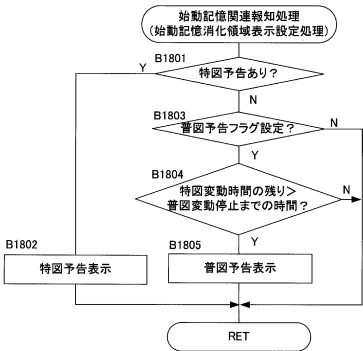 始動記憶関連報知処理
(始動記憶消化領域表示設定処理)
B1801
Y
特図予告あり？
N
B1803
普図予告フラグ設定？
N
Y
B1804
特図変動時間の残り＞
普図変動停止までの時間？
N
Y
B1802
特図予告表示
B1805
普図予告表示
RET